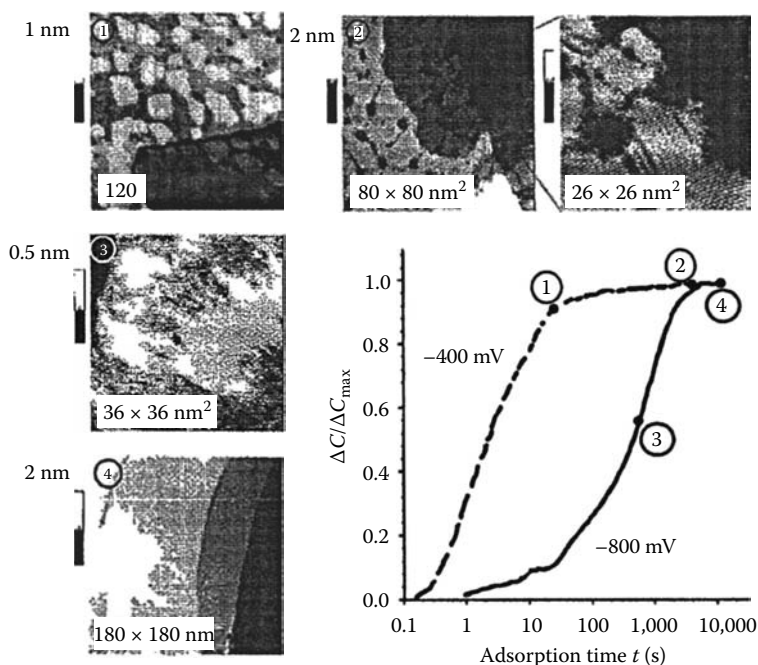 1 nm
1
120
2 nm
2
80 × 80 nm²
26 × 26 nm²
0.5 nm
3
36 × 36 nm²
2 nm
4
180 × 180 nm
ΔC/ΔCmax
1.0
0.8
0.6
0.4
0.2
0.0
1
2
4
3
−400 mV
−800 mV
0.1 1 10 100 1,000 10,000
Adsorption time t (s)